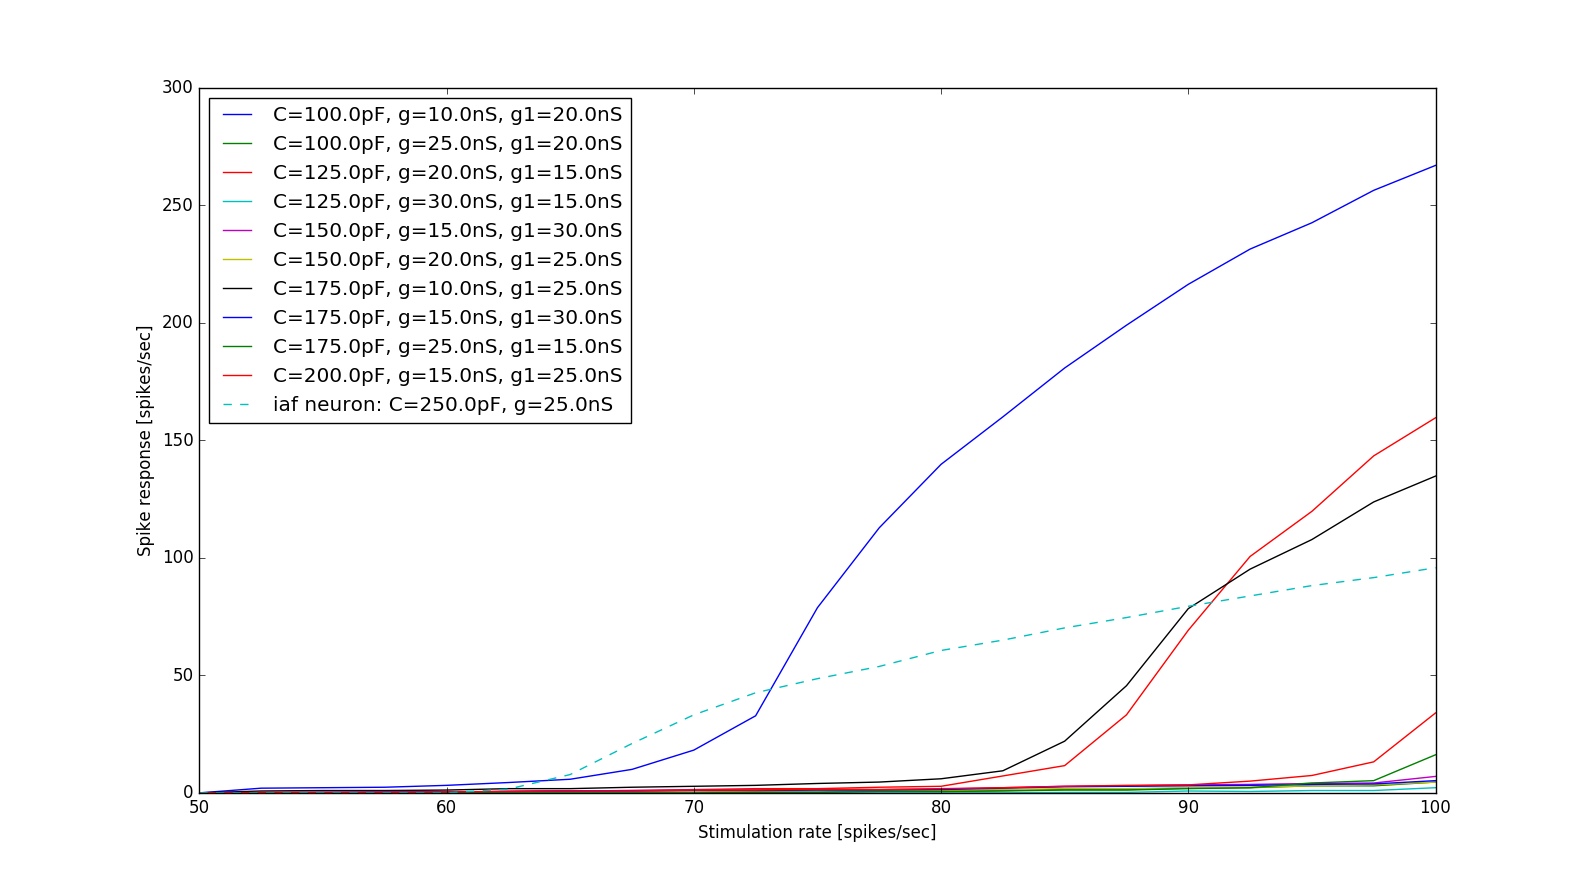 300
250
200
150
100
50
0
Spike response [spikes/sec]
C=100.0pF, g=10.0nS, g1=20.0nS
C=100.0pF, g=25.0nS, g1=20.0nS
C=125.0pF, g=20.0nS, g1=15.0nS
C=125.0pF, g=30.0nS, g1=15.0nS
C=150.0pF, g=15.0nS, g1=30.0nS
C=150.0pF, g=20.0nS, g1=25.0nS
C=175.0pF, g=10.0nS, g1=25.0nS
C=175.0pF, g=15.0nS, g1=30.0nS
C=175.0pF, g=25.0nS, g1=15.0nS
C=200.0pF, g=15.0nS, g1=25.0nS
iaf neuron: C=250.0pF, g=25.0nS
50 60 70 80 90 100
Stimulation rate [spikes/sec]